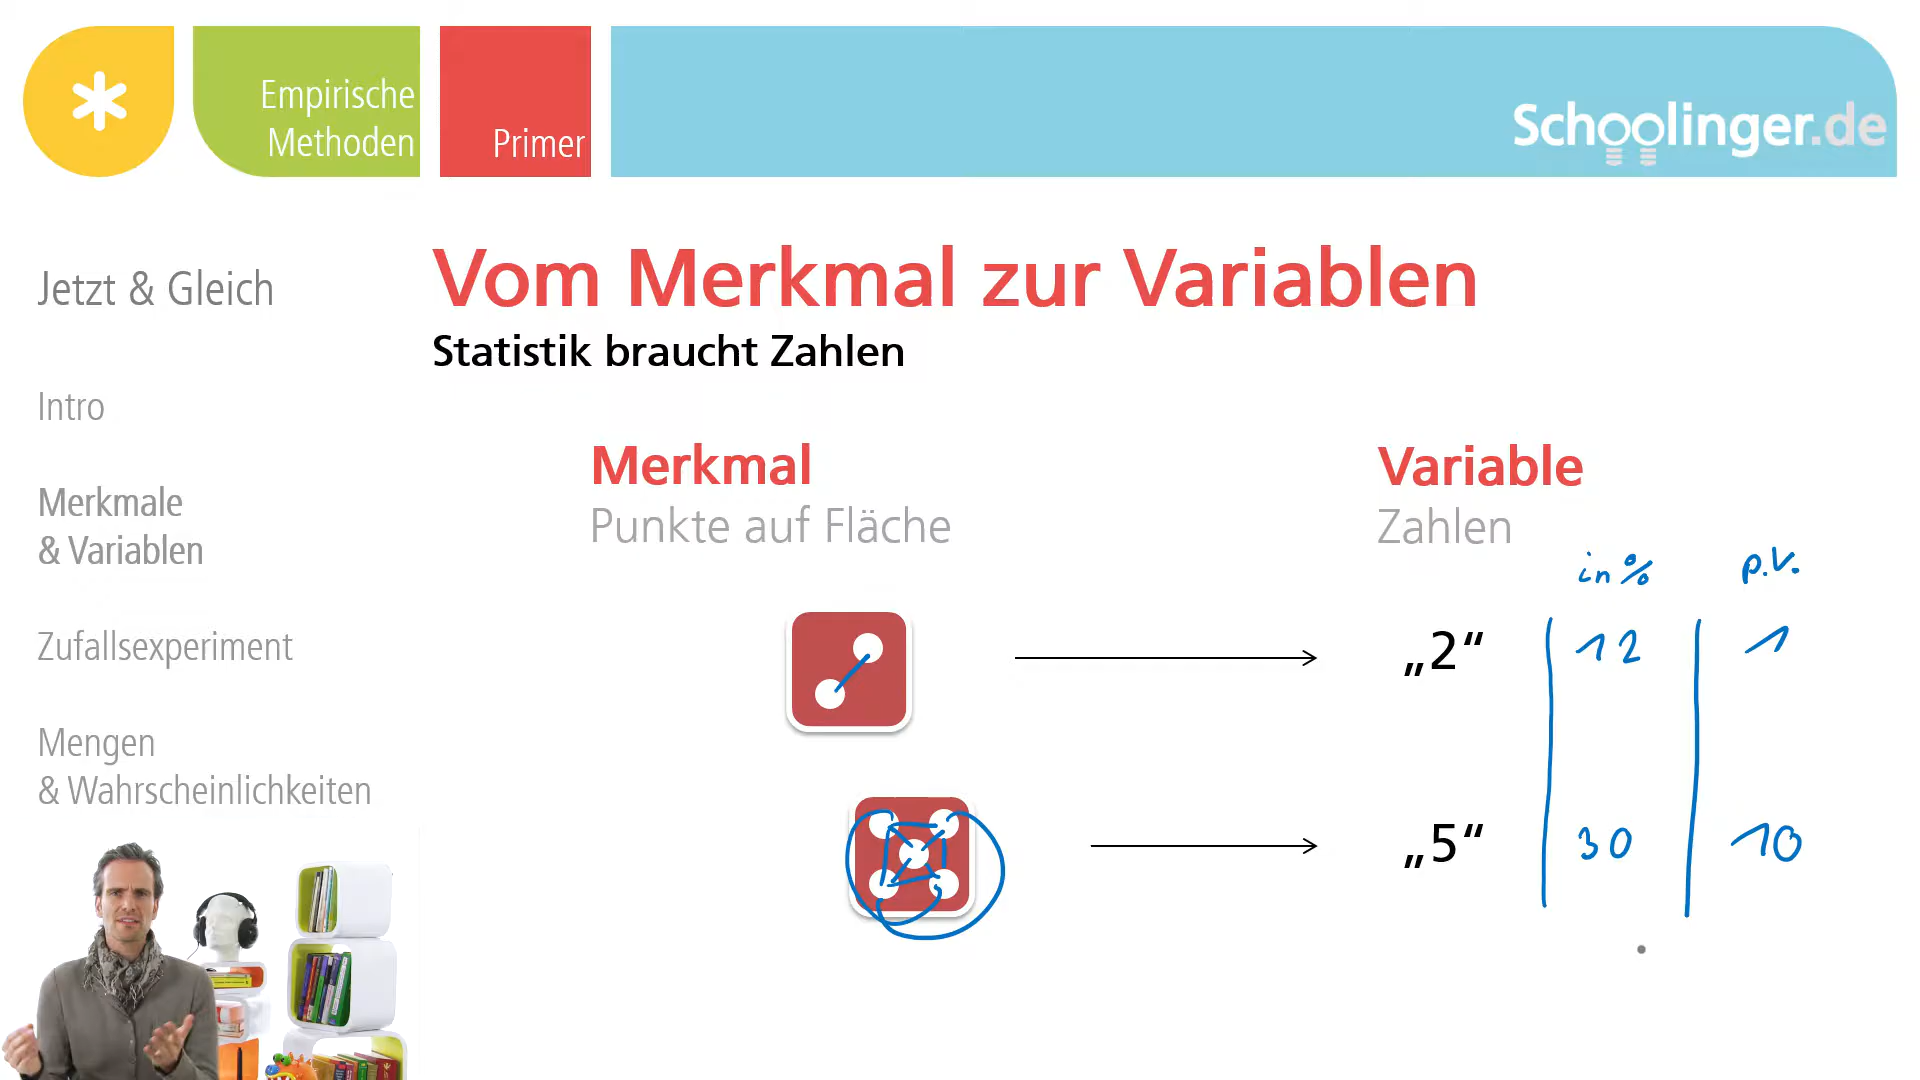 Empirische
Methoden
Primer
Schoolinger.de
Jetzt & Gleich
Intro
Merkmale
& Variablen
Zufallsexperiment
Mengen
& Wahrscheinlichkeiten
Vom Merkmal zur Variablen
Statistik braucht Zahlen
Merkmal
Punkte auf Fläche
Variable
Zahlen
in % p.V.
„2“ 12 1
„5“ 30 10